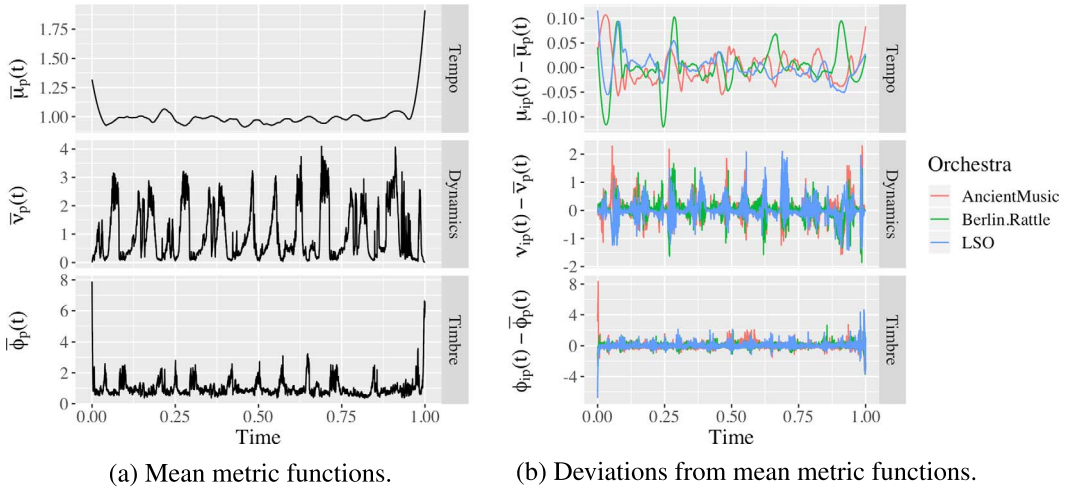 1.75
1.50
1.25
1.00
μ̅p(t)
Tempo
4
3
2
1
0
ν̅p(t)
Dynamics
8
6
4
2
0
ϕ̅p(t)
Timbre
0.00 0.25 0.50 0.75 1.00
Time
(a) Mean metric functions.
0.10
0.05
0.00
-0.05
-0.10
μip(t) − μ̅p(t)
Tempo
2
1
0
-1
-2
νip(t) − ν̅p(t)
Dynamics
8
4
0
-4
ϕip(t) − ϕ̅p(t)
Timbre
0.00 0.25 0.50 0.75 1.00
Time
(b) Deviations from mean metric functions.
Orchestra
AncientMusic
Berlin.Rattle
LSO